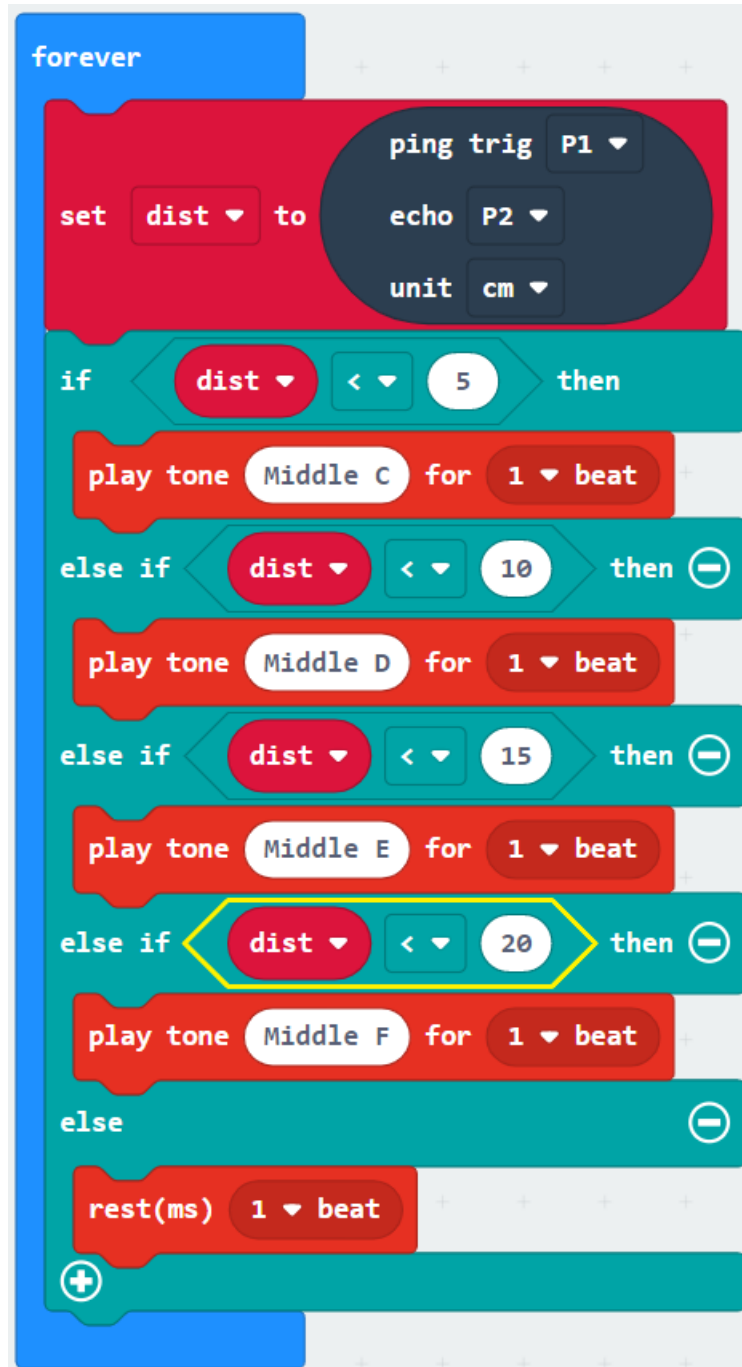 forever
ping trig P1
set dist to echo P2
unit cm
if dist < 5 then
play tone Middle C for 1 beat
else if dist < 10 then
play tone Middle D for 1 beat
else if dist < 15 then
play tone Middle E for 1 beat
else if dist < 20 then
play tone Middle F for 1 beat
else
rest(ms) 1 beat